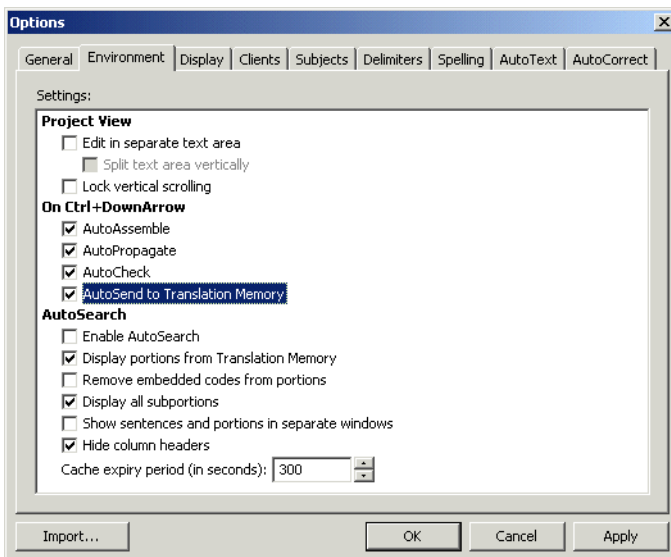 Options
General Environment Display Clients Subjects Delimiters Spelling AutoText AutoCorrect
Settings:
Project View
Edit in separate text area
Split text area vertically
Lock vertical scrolling
On Ctrl+DownArrow
AutoAssemble
AutoPropagate
AutoCheck
AutoSend to Translation Memory
AutoSearch
Enable AutoSearch
Display portions from Translation Memory
Remove embedded codes from portions
Display all subportions
Show sentences and portions in separate windows
Hide column headers
Cache expiry period (in seconds): 300
Import... OK Cancel Apply